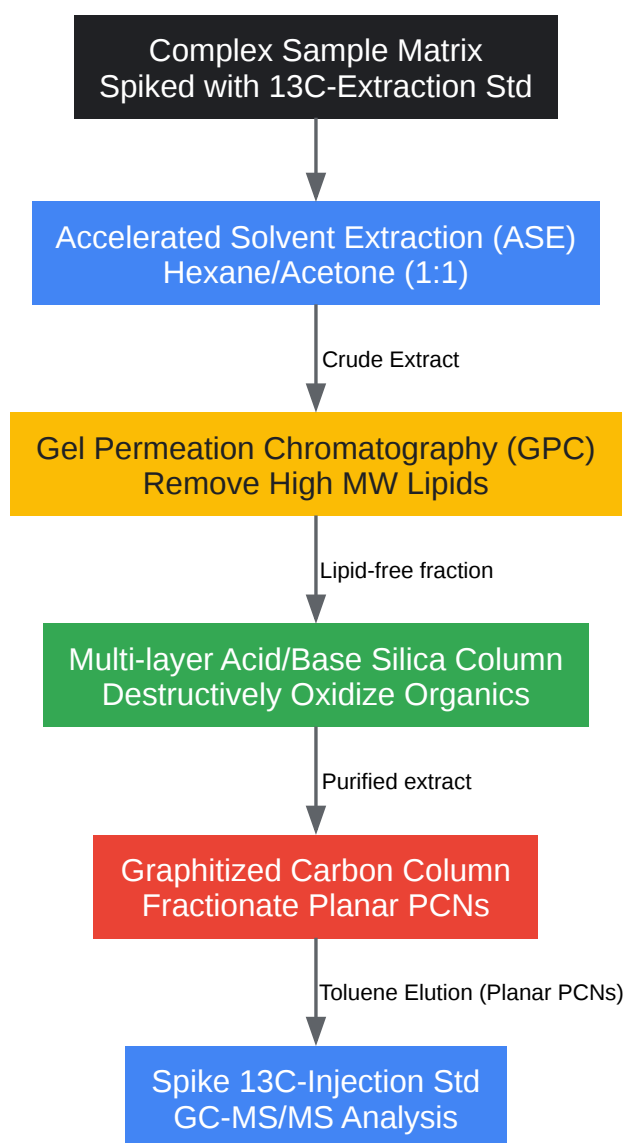 Complex Sample Matrix
Spiked with 13C-Extraction Std
Accelerated Solvent Extraction (ASE)
Hexane/Acetone (1:1)
Crude Extract
Gel Permeation Chromatography (GPC)
Remove High MW Lipids
Lipid-free fraction
Multi-layer Acid/Base Silica Column
Destructively Oxidize Organics
Purified extract
Graphitized Carbon Column
Fractionate Planar PCNs
Toluene Elution (Planar PCNs)
Spike 13C-Injection Std
GC-MS/MS Analysis